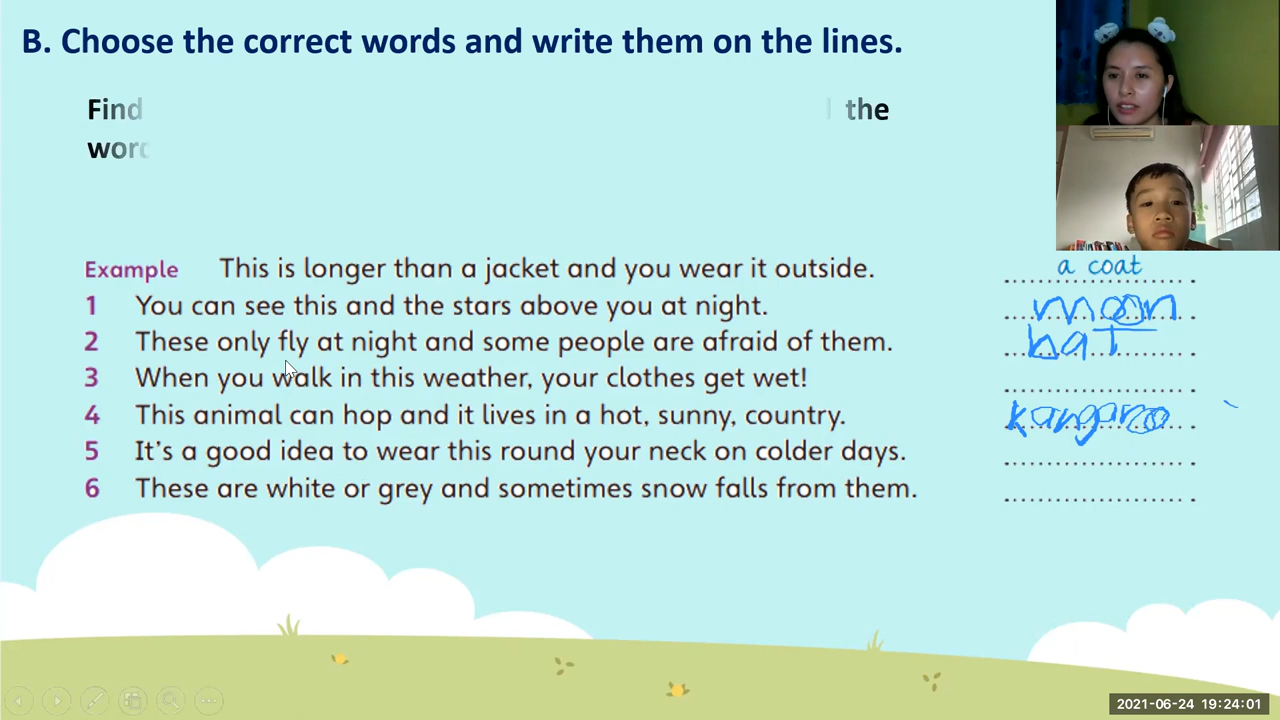 B. Choose the correct words and write them on the lines.
Find the
word
Example This is longer than a jacket and you wear it outside. a coat
1 You can see this and the stars above you at night. moon
2 These only fly at night and some people are afraid of them. bat
3 When you walk in this weather, your clothes get wet!
4 This animal can hop and it lives in a hot, sunny, country. kangaroo
5 It's a good idea to wear this round your neck on colder days.
6 These are white or grey and sometimes snow falls from them.
2021-06-24 19:24:01